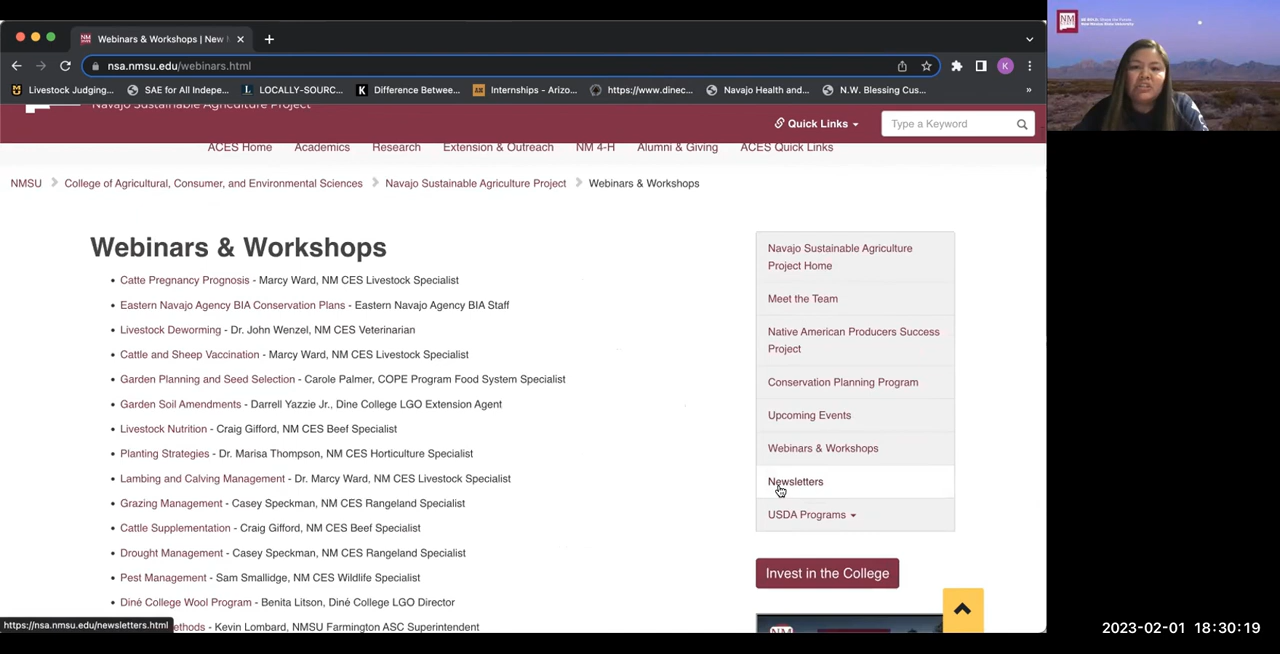 Webinars & Workshops | New
nsa.nmsu.edu/webinars.html
K
Livestock Judging...
SAE for All Indepe...
LOCALLY-SOURC...
Difference Betwee...
Internships - Arizo...
https://www.dinec...
Navajo Health and...
N.W. Blessing Cus...
»
Navajo Sustainable Agriculture Project
Quick Links
Type a Keyword
ACES Home
Academics
Research
Extension & Outreach
NM 4-H
Alumni & Giving
ACES Quick Links
NMSU
College of Agricultural, Consumer, and Environmental Sciences
Navajo Sustainable Agriculture Project
Webinars & Workshops
Webinars & Workshops
• Catte Pregnancy Prognosis - Marcy Ward, NM CES Livestock Specialist
• Eastern Navajo Agency BIA Conservation Plans - Eastern Navajo Agency BIA Staff
• Livestock Deworming - Dr. John Wenzel, NM CES Veterinarian
• Cattle and Sheep Vaccination - Marcy Ward, NM CES Livestock Specialist
• Garden Planning and Seed Selection - Carole Palmer, COPE Program Food System Specialist
• Garden Soil Amendments - Darrell Yazzie Jr., Dine College LGO Extension Agent
• Livestock Nutrition - Craig Gifford, NM CES Beef Specialist
• Planting Strategies - Dr. Marisa Thompson, NM CES Horticulture Specialist
• Lambing and Calving Management - Dr. Marcy Ward, NM CES Livestock Specialist
• Grazing Management - Casey Speckman, NM CES Rangeland Specialist
• Cattle Supplementation - Craig Gifford, NM CES Beef Specialist
• Drought Management - Casey Speckman, NM CES Rangeland Specialist
• Pest Management - Sam Smallidge, NM CES Wildlife Specialist
• Diné College Wool Program - Benita Litson, Diné College LGO Director
ethods - Kevin Lombard, NMSU Farmington ASC Superintendent
https://nsa.nmsu.edu/newsletters.html
Navajo Sustainable Agriculture
Project Home
Meet the Team
Native American Producers Success
Project
Conservation Planning Program
Upcoming Events
Webinars & Workshops
Newsletters
USDA Programs
Invest in the College
NM
NM
STATE
BE BOLD. Shape the Future.
New Mexico State University
2023-02-01 18:30:19